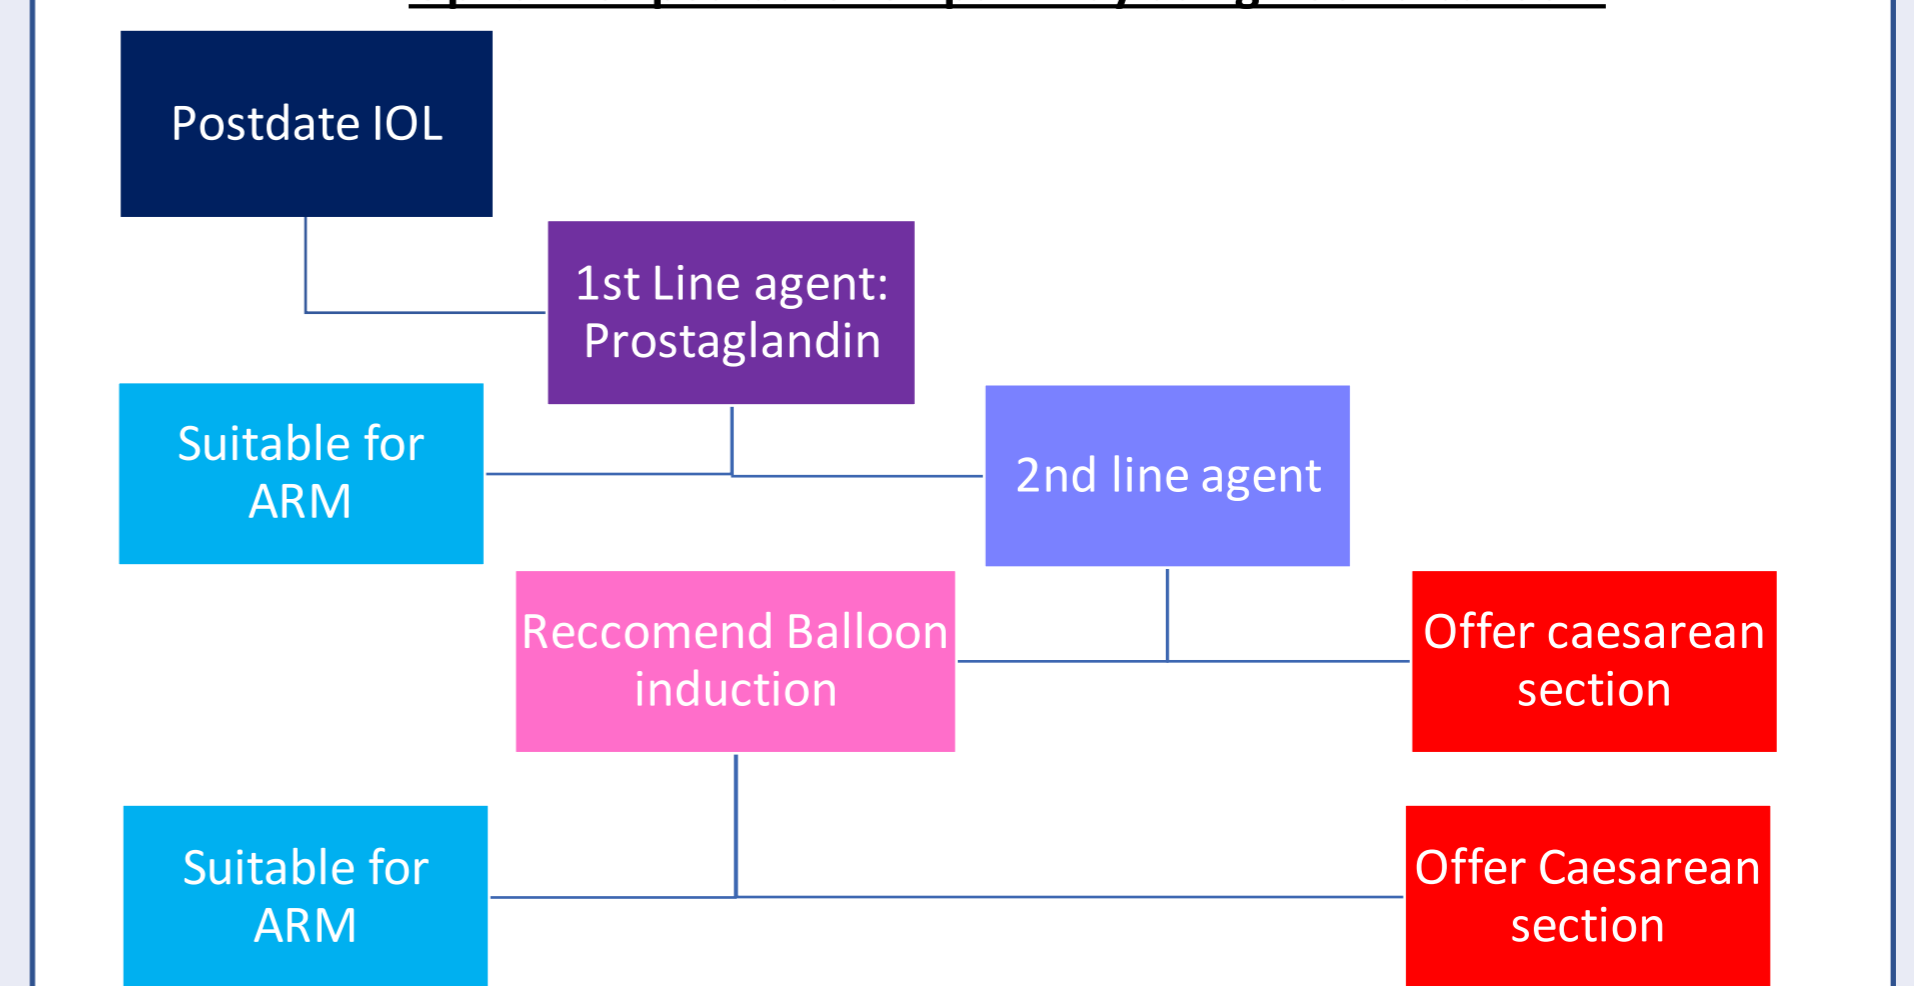 Postdate IOL
1st Line agent:
Prostaglandin
Suitable for
ARM
2nd line agent
Reccomend Balloon
induction
Offer caesarean
section
Suitable for
ARM
Offer Caesarean
section